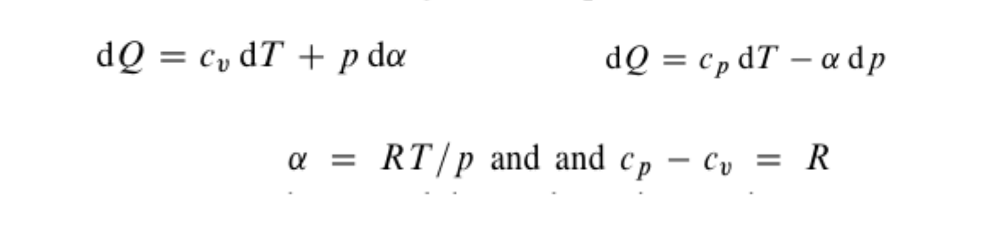 dQ = c_v dT + p dα    dQ = c_p dT − α dp
α = RT/p and and c_p − c_v = R